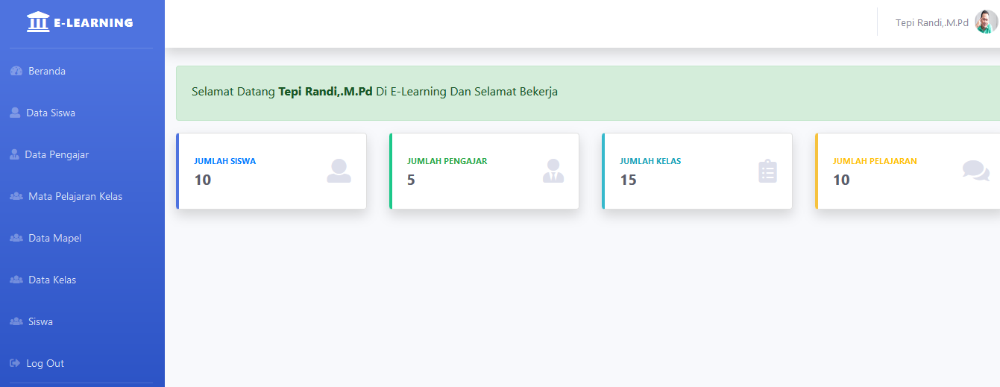 E-LEARNING
Tepi Randi,.M.Pd
Beranda
Data Siswa
Data Pengajar
Mata Pelajaran Kelas
Data Mapel
Data Kelas
Siswa
Log Out
Selamat Datang Tepi Randi,.M.Pd Di E-Learning Dan Selamat Bekerja
JUMLAH SISWA
10
JUMLAH PENGAJAR
5
JUMLAH KELAS
15
JUMLAH PELAJARAN
10